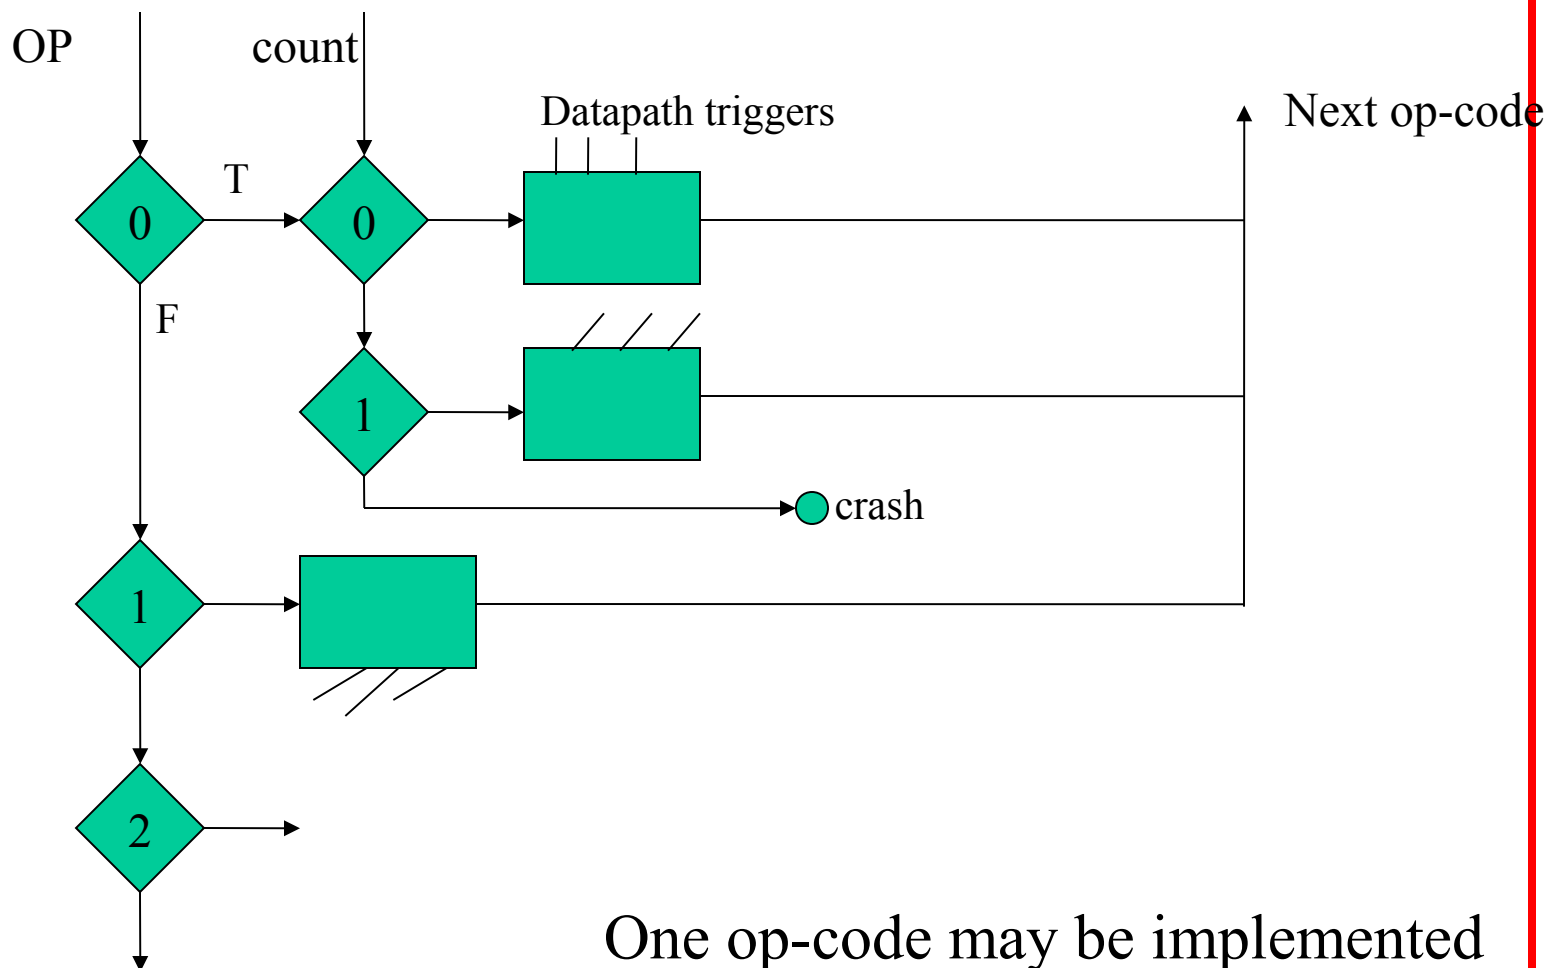 OP
count
Datapath triggers
Next op-code
T
0
0
F
1
crash
1
2
One op-code may be implemented